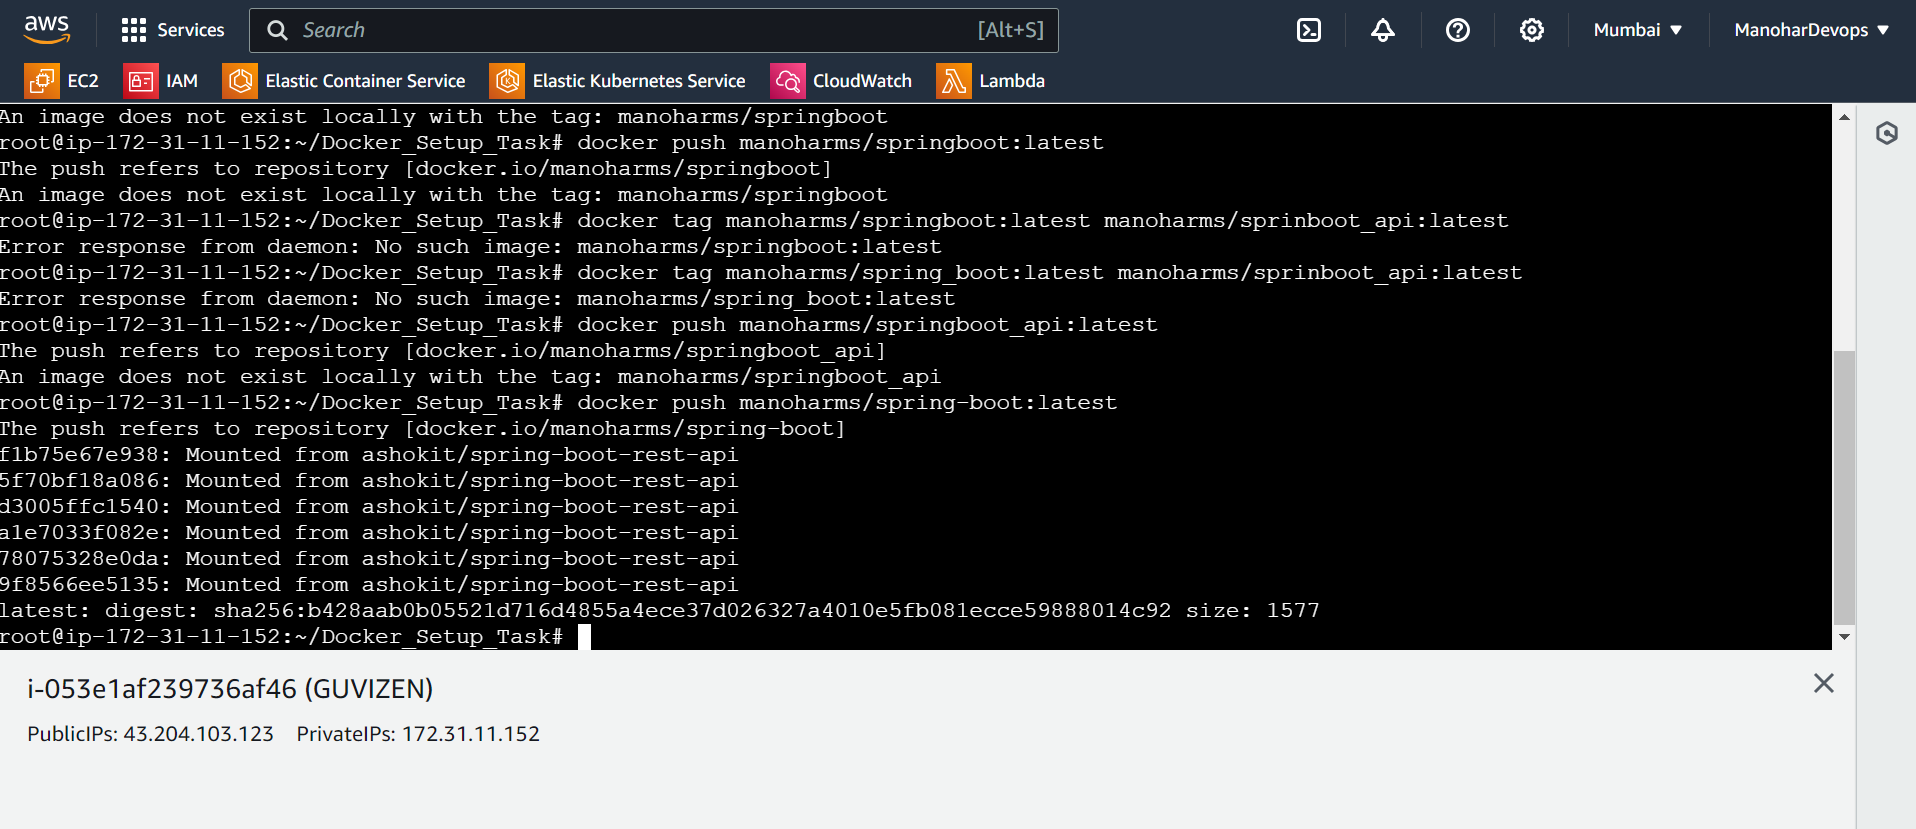 aws Services Search [Alt+S] Mumbai ▼ ManoharDevops ▼
EC2 IAM Elastic Container Service Elastic Kubernetes Service CloudWatch Lambda
An image does not exist locally with the tag: manoharms/springboot
root@ip-172-31-11-152:~/Docker_Setup_Task# docker push manoharms/springboot:latest
The push refers to repository [docker.io/manoharms/springboot]
An image does not exist locally with the tag: manoharms/springboot
root@ip-172-31-11-152:~/Docker_Setup_Task# docker tag manoharms/springboot:latest manoharms/sprinboot_api:latest
Error response from daemon: No such image: manoharms/springboot:latest
root@ip-172-31-11-152:~/Docker_Setup_Task# docker tag manoharms/spring_boot:latest manoharms/sprinboot_api:latest
Error response from daemon: No such image: manoharms/spring_boot:latest
root@ip-172-31-11-152:~/Docker_Setup_Task# docker push manoharms/springboot_api:latest
The push refers to repository [docker.io/manoharms/springboot_api]
An image does not exist locally with the tag: manoharms/springboot_api
root@ip-172-31-11-152:~/Docker_Setup_Task# docker push manoharms/spring-boot:latest
The push refers to repository [docker.io/manoharms/spring-boot]
f1b75e67e938: Mounted from ashokit/spring-boot-rest-api
5f70bf18a086: Mounted from ashokit/spring-boot-rest-api
d3005ffc1540: Mounted from ashokit/spring-boot-rest-api
a1e7033f082e: Mounted from ashokit/spring-boot-rest-api
78075328e0da: Mounted from ashokit/spring-boot-rest-api
9f8566ee5135: Mounted from ashokit/spring-boot-rest-api
latest: digest: sha256:b428aab0b05521d716d4855a4ece37d026327a4010e5fb081ecce59888014c92 size: 1577
root@ip-172-31-11-152:~/Docker_Setup_Task#
i-053e1af239736af46 (GUVIZEN)
PublicIPs: 43.204.103.123 PrivateIPs: 172.31.11.152